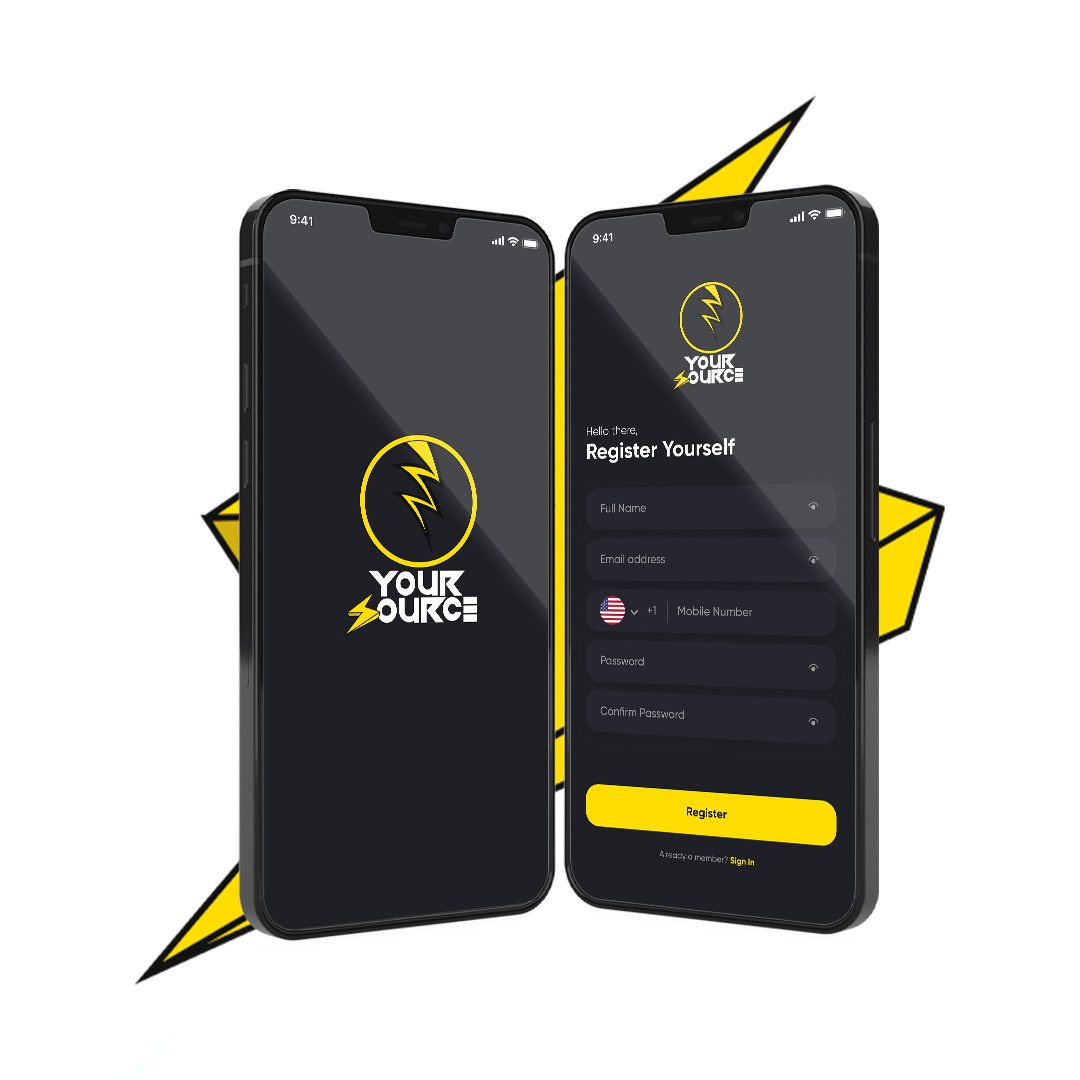 9:41
YOUR
SOURCE
9:41
YOUR
SOURCE
Hello there,
Register Yourself
Full Name
Email address
+1 Mobile Number
Password
Confirm Password
Register
Already a member? Sign In